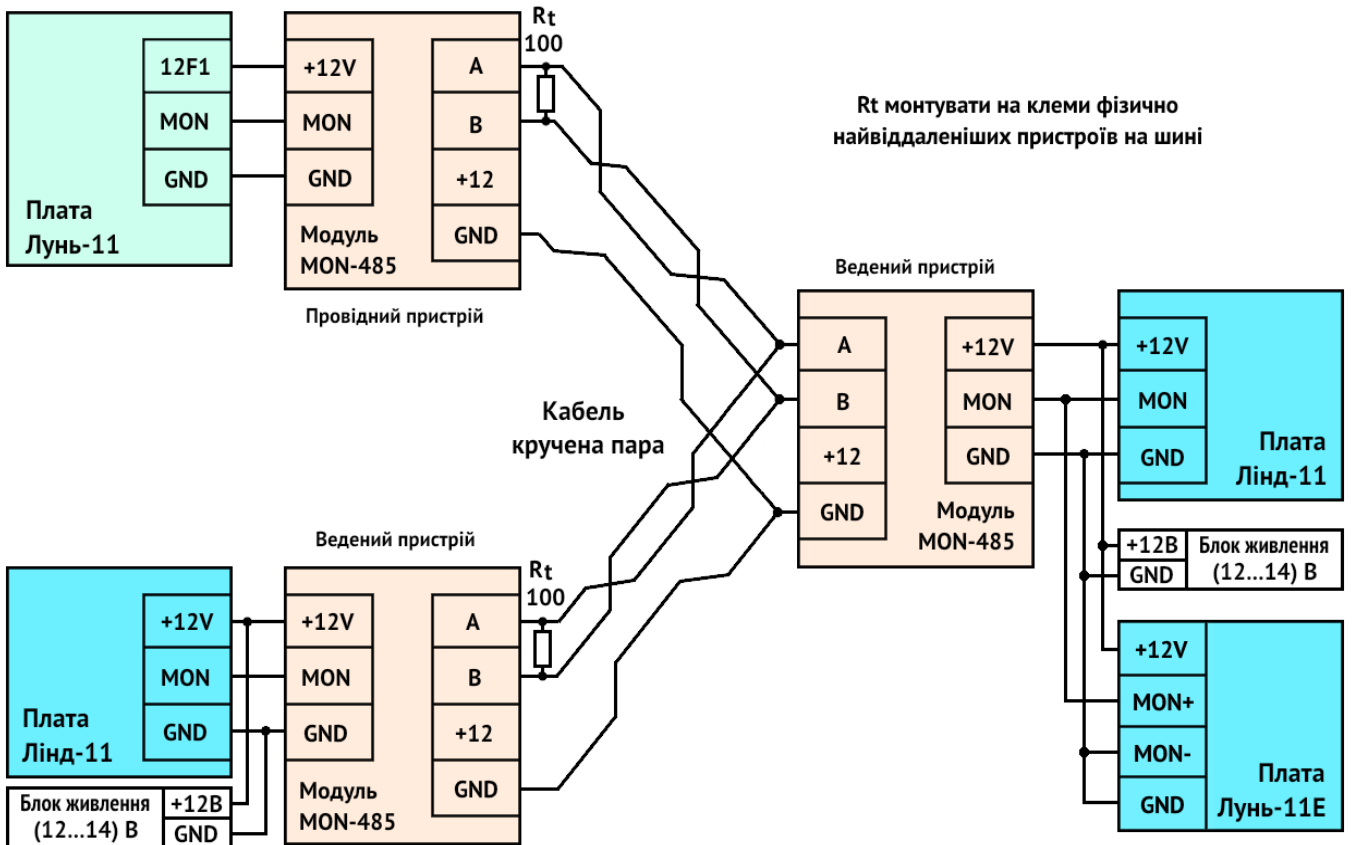 12F1
MON
GND
Плата
Лунь-11
+12V
MON
GND
A
B
+12
GND
Модуль
MON-485
Провідний пристрій
Rt
100
Rt монтувати на клеми фізично
найвіддаленіших пристроїв на шині
Кабель
кручена пара
Ведений пристрій
A
B
+12
GND
+12V
MON
GND
Модуль
MON-485
+12V
MON
GND
Плата
Лінд-11
+12В
GND
Блок живлення
(12...14) В
+12V
MON+
MON-
GND
Плата
Лунь-11Е
Ведений пристрій
+12V
MON
GND
Плата
Лінд-11
Блок живлення
(12...14) В
+12В
GND
+12V
MON
GND
A
B
+12
GND
Модуль
MON-485
Rt
100